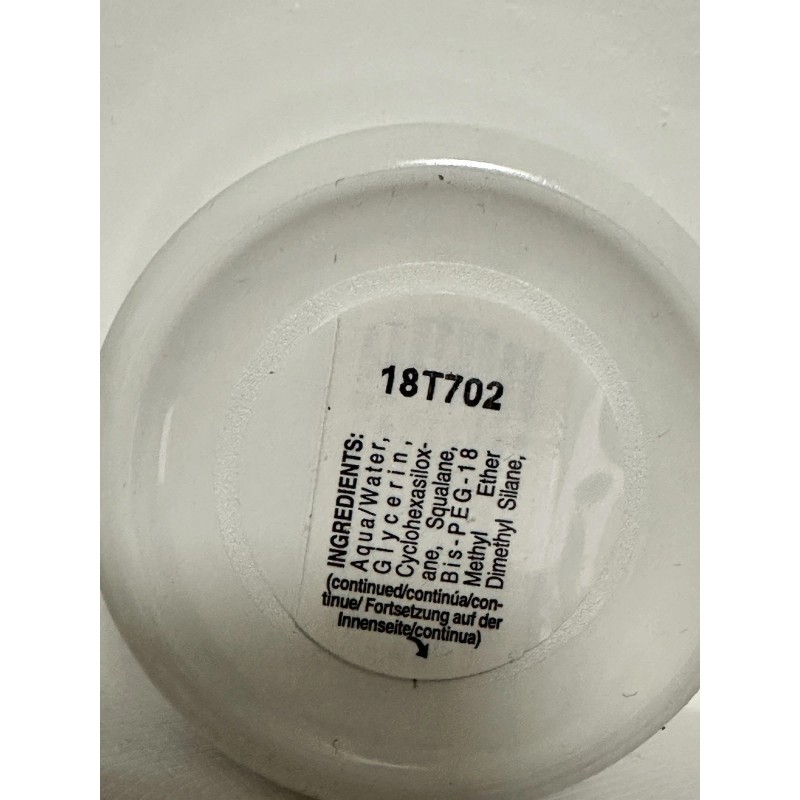 18T702
INGREDIENTS:
Aqua/Water,
Glycerin,
Cyclohexasilox-
ane, Squalane,
Bis-PEG-18
Methyl Ether
Dimethyl Silane,
(continued/continúa/con-
tinue/ Fortsetzung auf der
Innenseite/continua)